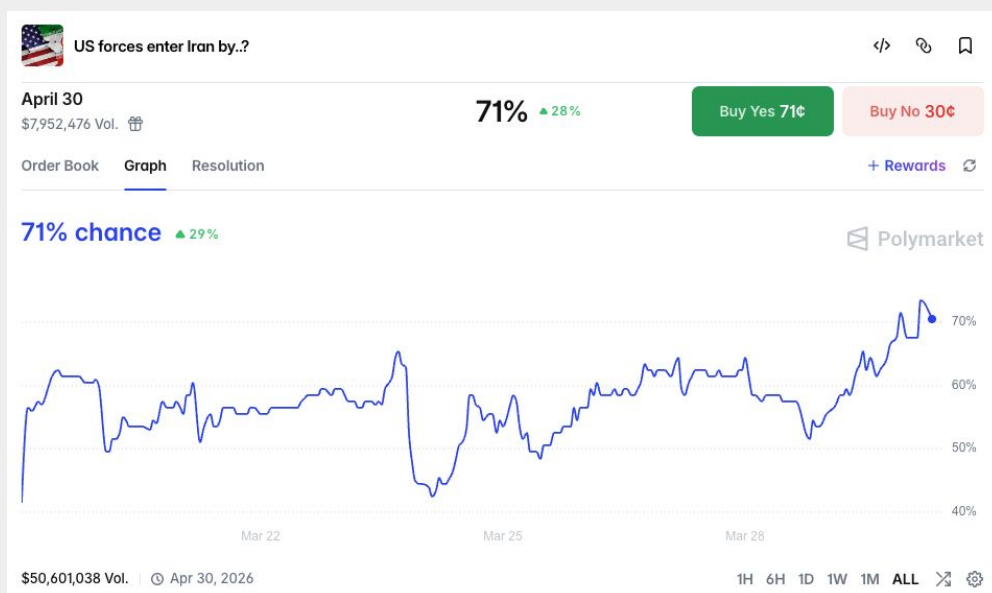 US forces enter Iran by..?
April 30
$7,952,476 Vol.
71% ▲ 28%
Buy Yes 71¢
Buy No 30¢
Order Book Graph Resolution
+ Rewards
71% chance ▲ 29%
Polymarket
70%
60%
50%
40%
Mar 22 Mar 25 Mar 28
$50,601,038 Vol. Apr 30, 2026
1H 6H 1D 1W 1M ALL